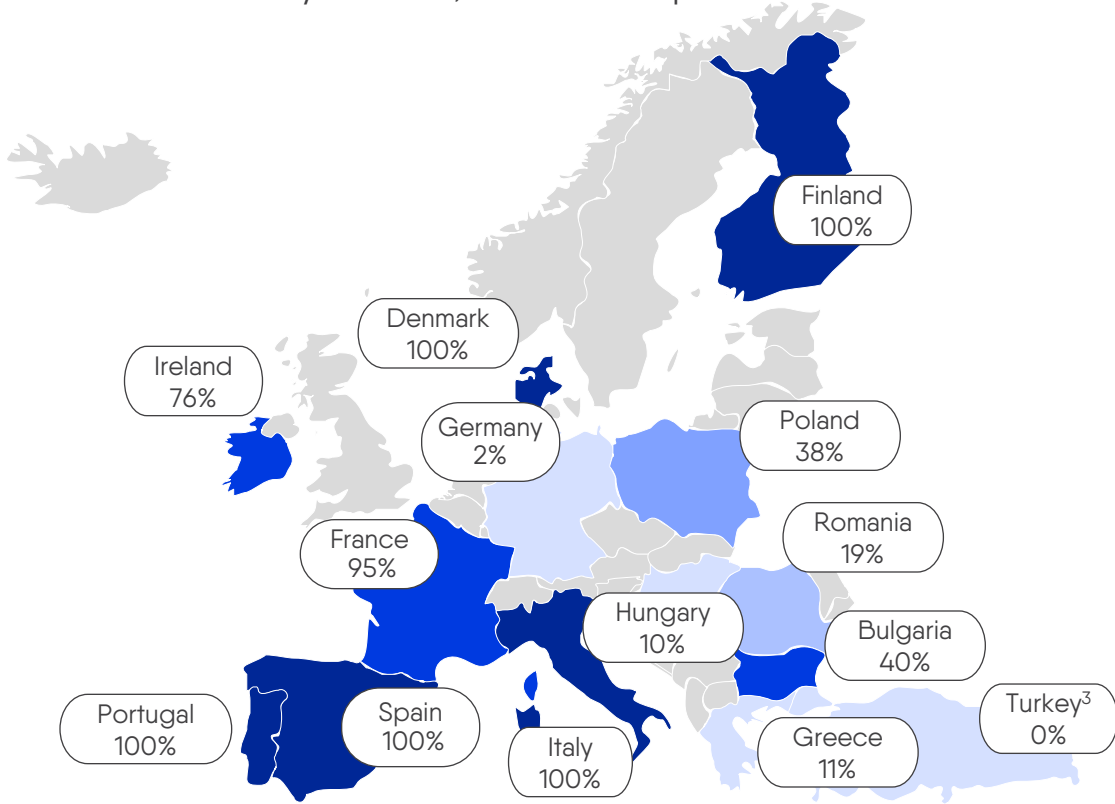 Finland
100%
Denmark
100%
Ireland
76%
Germany
2%
Poland
38%
Romania
19%
France
95%
Hungary
10%
Bulgaria
40%
Turkey³
0%
Portugal
100%
Spain
100%
Italy
100%
Greece
11%